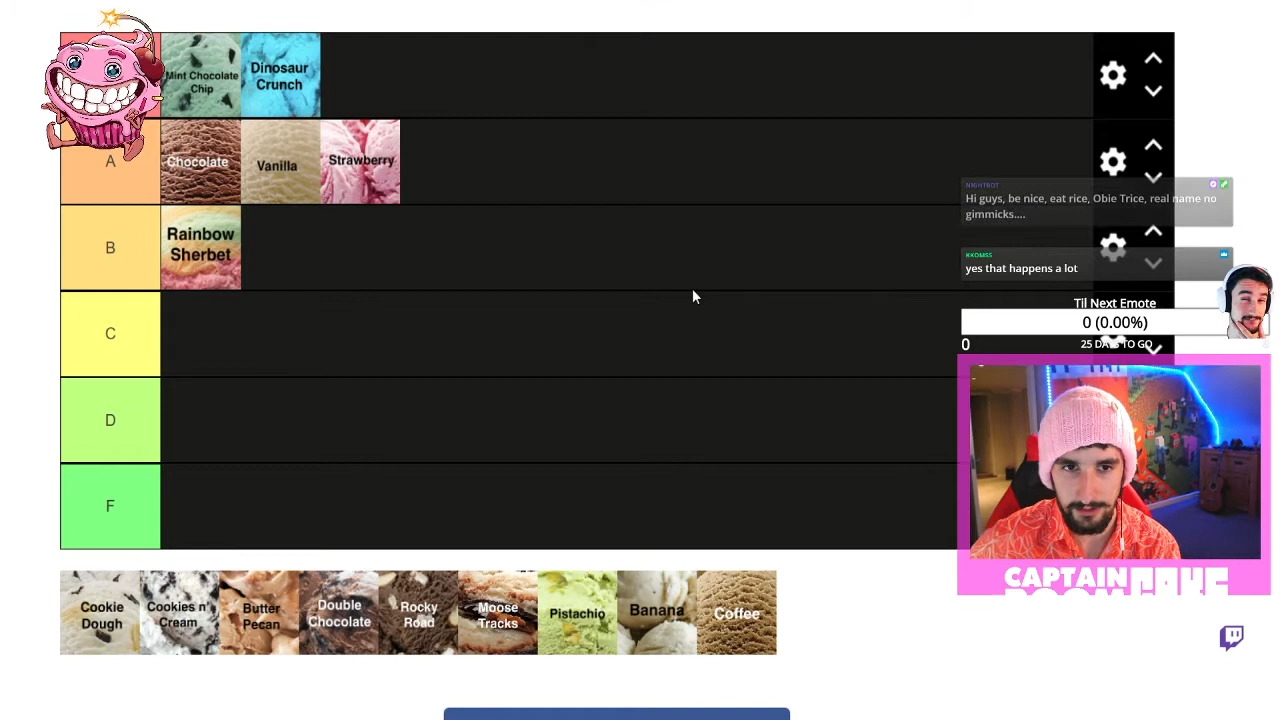 Mint Chocolate
Chip
Dinosaur
Crunch
A
Chocolate
Vanilla
Strawberry
B
Rainbow
Sherbet
C
D
F
Cookie
Dough
Cookies n'
Cream
Butter
Pecan
Double
Chocolate
Rocky
Road
Moose
Tracks
Pistachio
Banana
Coffee
NIGHTBOT
Hi guys, be nice, eat rice, Obie Trice, real name no
gimmicks....
KKOMSS
yes that happens a lot
Til Next Emote
0 (0.00%)
0
25 DAYS TO GO
CAPTAIN